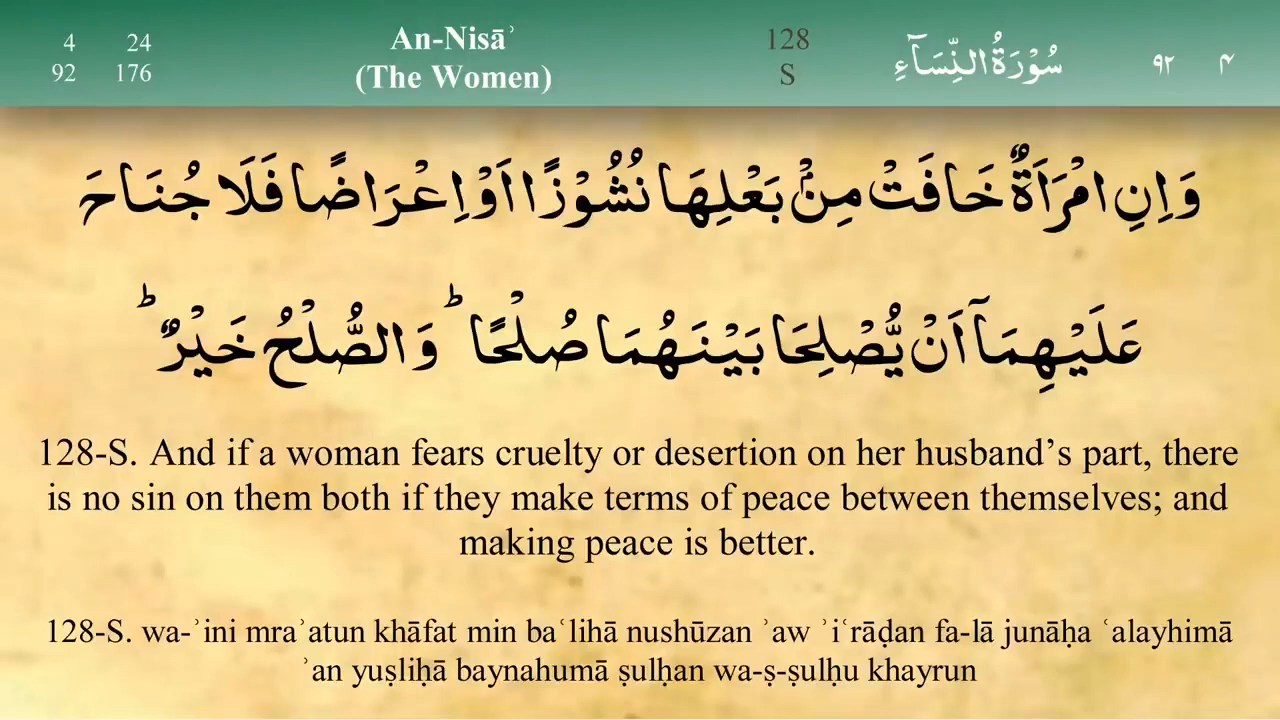 4 24
92 176
An-Nisāʾ
(The Women)
128
S
سُوْرَةُ النِّسَآءِ
٩٢ ٤
وَاِنِ امْرَاَةٌ خَافَتْ مِنْۢ بَعْلِهَا نُشُوْزًا اَوْ اِعْرَاضًا فَلَا جُنَاحَ
عَلَيْهِمَاۤ اَنْ يُّصْلِحَا بَيْنَهُمَا صُلْحًا ؕ وَالصُّلْحُ خَيْرٌ ؕ
128-S. And if a woman fears cruelty or desertion on her husband’s part, there
is no sin on them both if they make terms of peace between themselves; and
making peace is better.
128-S. wa-ʾini mraʾatun khāfat min baʿlihā nushūzan ʾaw ʾiʿrāḍan fa-lā junāḥa ʿalayhimā
ʾan yuṣliḥā baynahumā ṣulḥan wa-ṣ-ṣulḥu khayrun